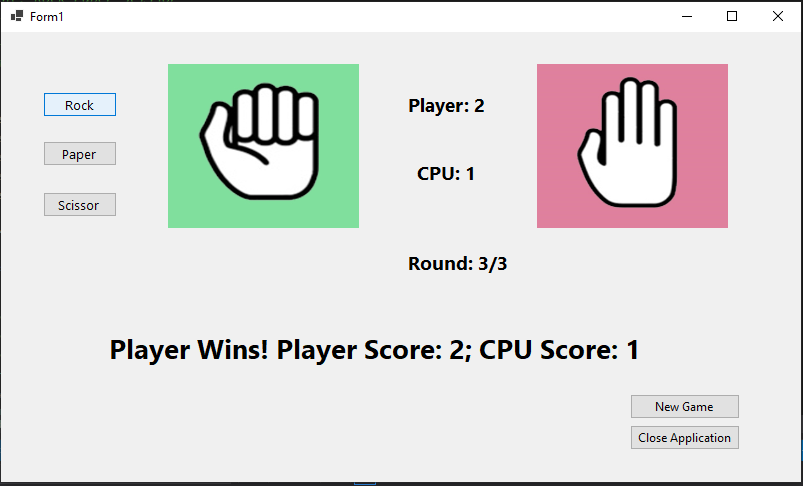 Form1
Rock
Paper
Scissor
Player: 2
CPU: 1
Round: 3/3
Player Wins! Player Score: 2; CPU Score: 1
New Game
Close Application